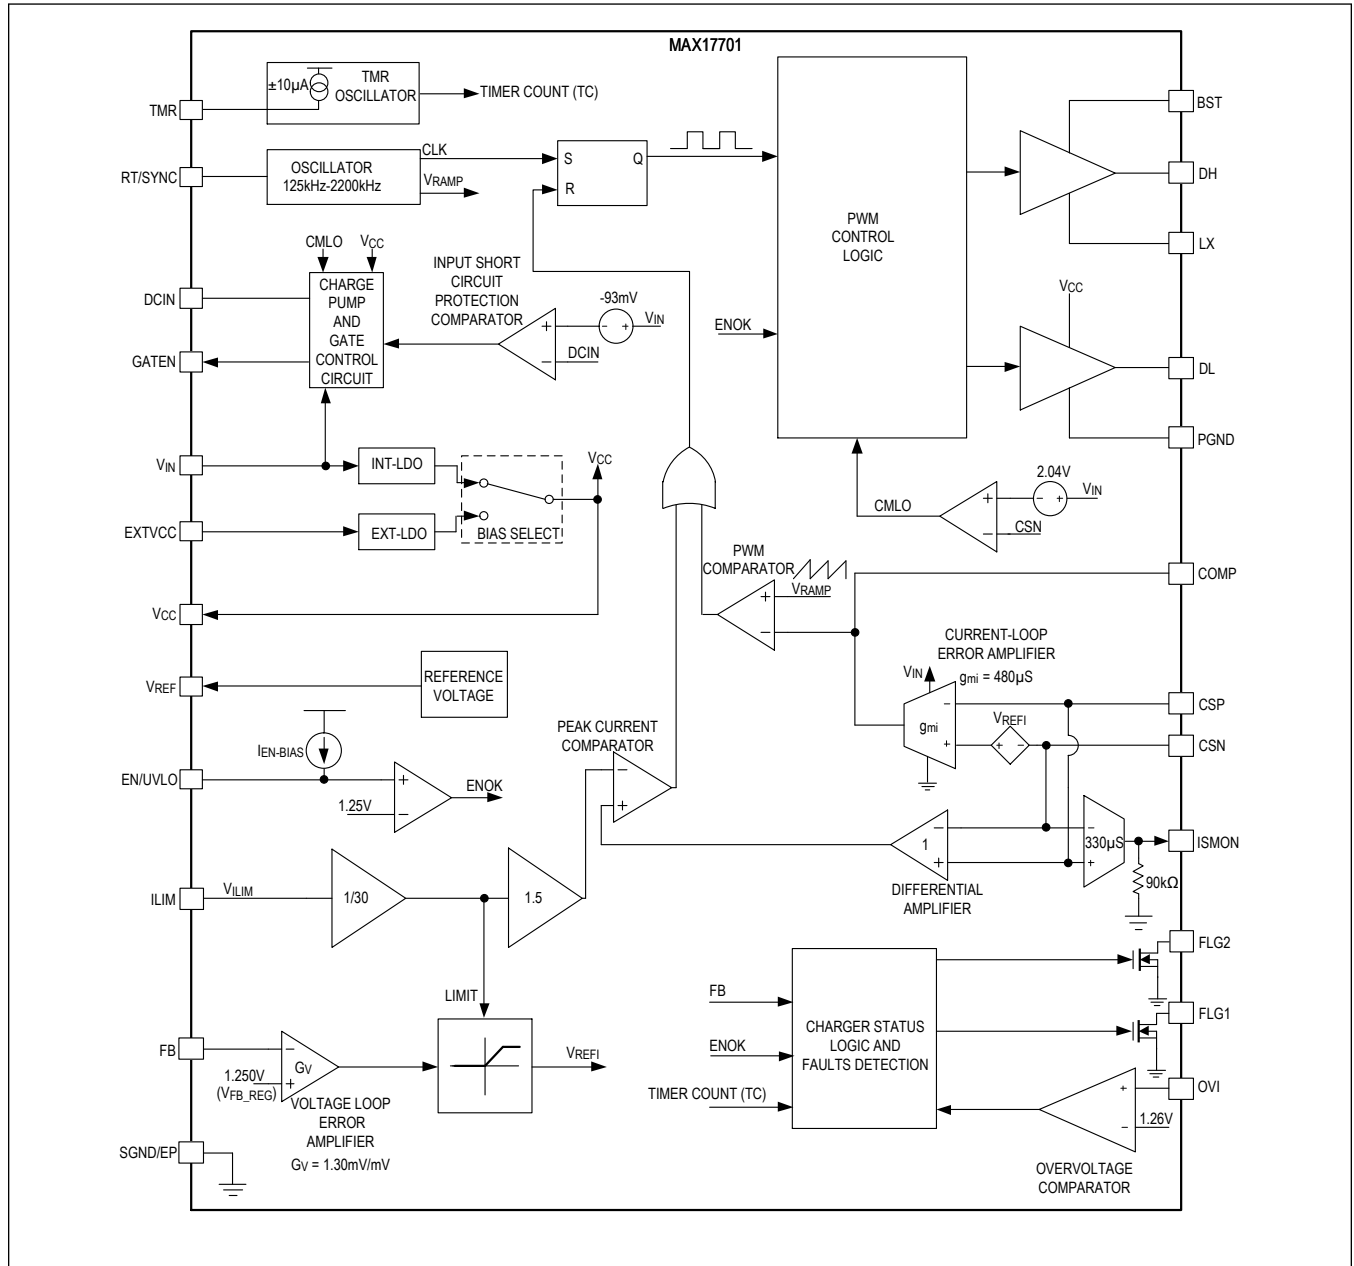 MAX17701
TMR
±10µA
TMR
OSCILLATOR
TIMER COUNT (TC)
RT/SYNC
OSCILLATOR
125kHz-2200kHz
CLK
VRAMP
S
R
Q
PWM
CONTROL
LOGIC
BST
DH
LX
DCIN
GATEN
CMLO
VCC
CHARGE
PUMP
AND
GATE
CONTROL
CIRCUIT
INPUT SHORT
CIRCUIT
PROTECTION
COMPARATOR
+
−
-93mV
− +
VIN
DCIN
ENOK
VCC
DL
PGND
VIN
INT-LDO
EXTVCC
EXT-LDO
BIAS SELECT
VCC
VCC
CMLO
+
−
2.04V
− +
VIN
CSN
PWM
COMPARATOR
VRAMP
+
−
COMP
CURRENT-LOOP
ERROR AMPLIFIER
gmi = 480µS
VIN
gmi
−
+
VREFI
+ −
CSP
CSN
VREF
REFERENCE
VOLTAGE
IEN-BIAS
EN/UVLO
1.25V
+
−
ENOK
PEAK CURRENT
COMPARATOR
−
+
1
−
+
DIFFERENTIAL
AMPLIFIER
−
330µS
+
ISMON
90kΩ
ILIM
VILIM
1/30
1.5
LIMIT
FB
−
+
GV
1.250V
(VFB_REG)
VOLTAGE LOOP
ERROR
AMPLIFIER
GV = 1.30mV/mV
VREFI
SGND/EP
FB
ENOK
TIMER COUNT (TC)
CHARGER STATUS
LOGIC AND
FAULTS DETECTION
FLG2
FLG1
OVI
+
−
1.26V
OVERVOLTAGE
COMPARATOR